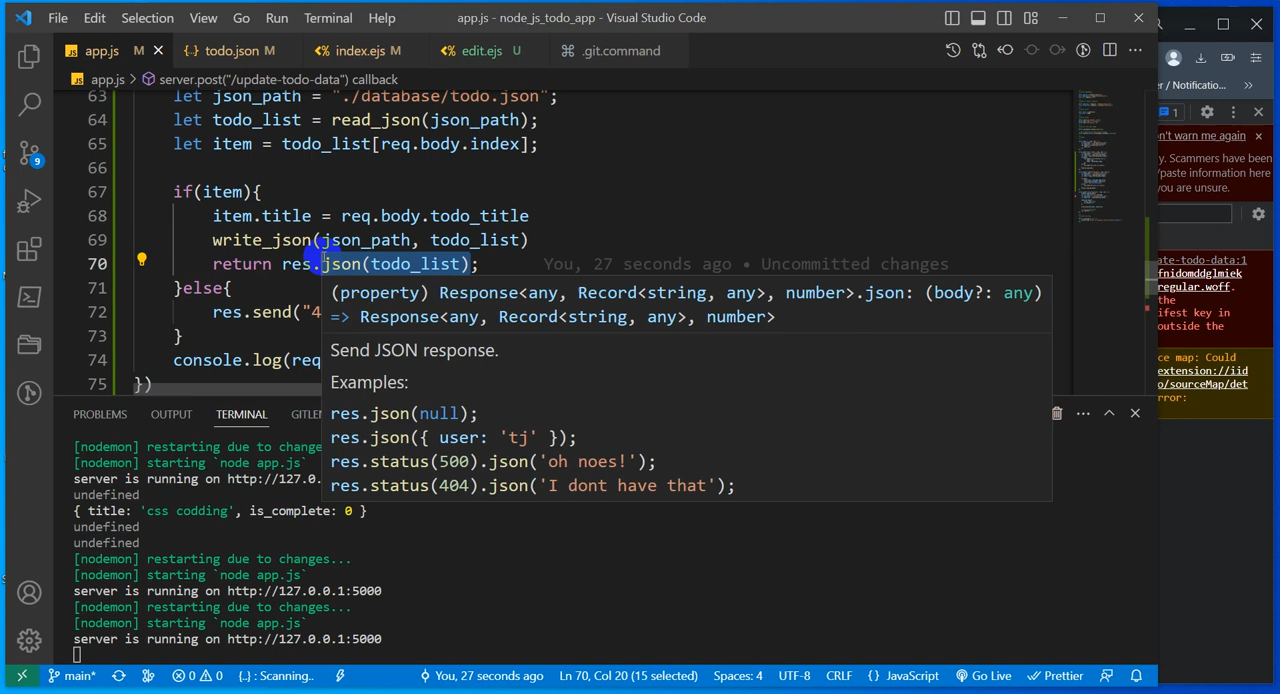 File Edit Selection View Go Run Terminal Help app.js - node_js_todo_app - Visual Studio Code
JS app.js M {} todo.json M <% index.ejs M <% edit.ejs U .git.command
JS app.js > server.post("/update-todo-data") callback
63 let json_path = "./database/todo.json";
64 let todo_list = read_json(json_path);
65 let item = todo_list[req.body.index];
66
67 if(item){
68 item.title = req.body.todo_title
69 write_json(json_path, todo_list)
70 return res.json(todo_list); You, 27 seconds ago • Uncommitted changes
71 }else{
72 res.send("4
73 }
74 console.log(req
75 })
(property) Response<any, Record<string, any>, number>.json: (body?: any)
=> Response<any, Record<string, any>, number>
Send JSON response.
Examples:
res.json(null);
res.json({ user: 'tj' });
res.status(500).json('oh noes!');
res.status(404).json('I dont have that');
PROBLEMS OUTPUT TERMINAL GITLEN
[nodemon] restarting due to change
[nodemon] starting `node app.js`
server is running on http://127.0.
undefined
{ title: 'css codding', is_complete: 0 }
undefined
undefined
[nodemon] restarting due to changes...
[nodemon] starting `node app.js`
server is running on http://127.0.0.1:5000
[nodemon] restarting due to changes...
[nodemon] starting `node app.js`
server is running on http://127.0.0.1:5000
9
main* 0 0 {..} : Scanning.. You, 27 seconds ago Ln 70, Col 20 (15 selected) Spaces: 4 UTF-8 CRLF {} JavaScript Go Live Prettier
r / Notificatio... »
1
n't warn me again
y. Scammers have been
/paste information here
you are unsure.
ate-todo-data:1
fnidomddglmiek
regular.woff.
the
ifest key in
outside the
ce map: Could
extension://iid
o/sourceMap/det
rror: